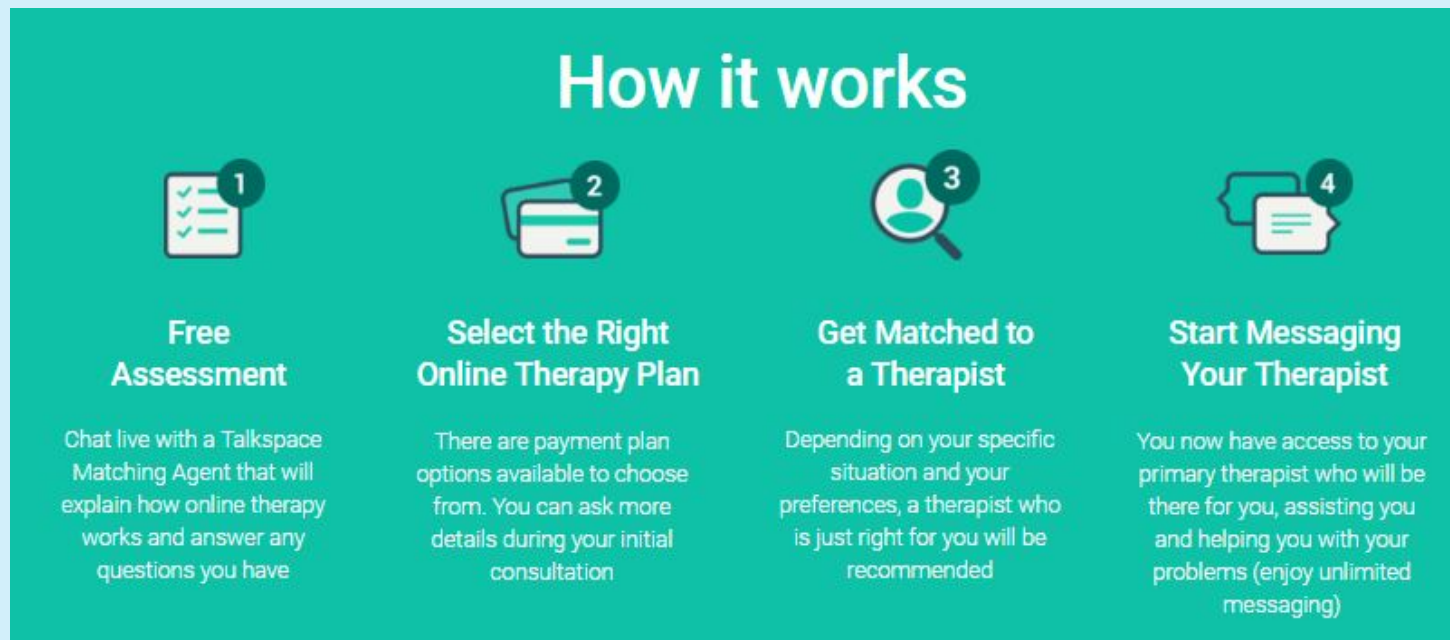 How it works
1
Free
Assessment
Chat live with a Talkspace
Matching Agent that will
explain how online therapy
works and answer any
questions you have
2
Select the Right
Online Therapy Plan
There are payment plan
options available to choose
from. You can ask more
details during your initial
consultation
3
Get Matched to
a Therapist
Depending on your specific
situation and your
preferences, a therapist who
is just right for you will be
recommended
4
Start Messaging
Your Therapist
You now have access to your
primary therapist who will be
there for you, assisting you
and helping you with your
problems (enjoy unlimited
messaging)